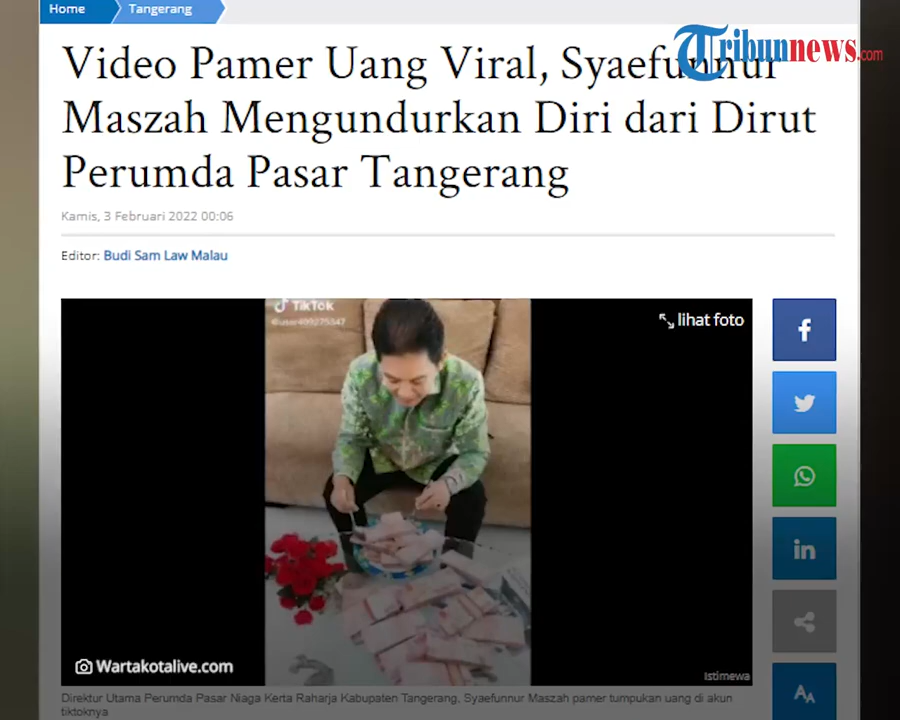 Home
Tangerang
Tribunnews.com
Video Pamer Uang Viral, Syaefunnur
Maszah Mengundurkan Diri dari Dirut
Perumda Pasar Tangerang
Kamis, 3 Februari 2022 00:06
Editor: Budi Sam Law Malau
TikTok
lihat foto
Wartakotalive.com
Istimewa
Direktur Utama Perumda Pasar Niaga Kerta Raharja Kabupaten Tangerang, Syaefunnur Maszah pamer tumpukan uang di akun
tiktoknya